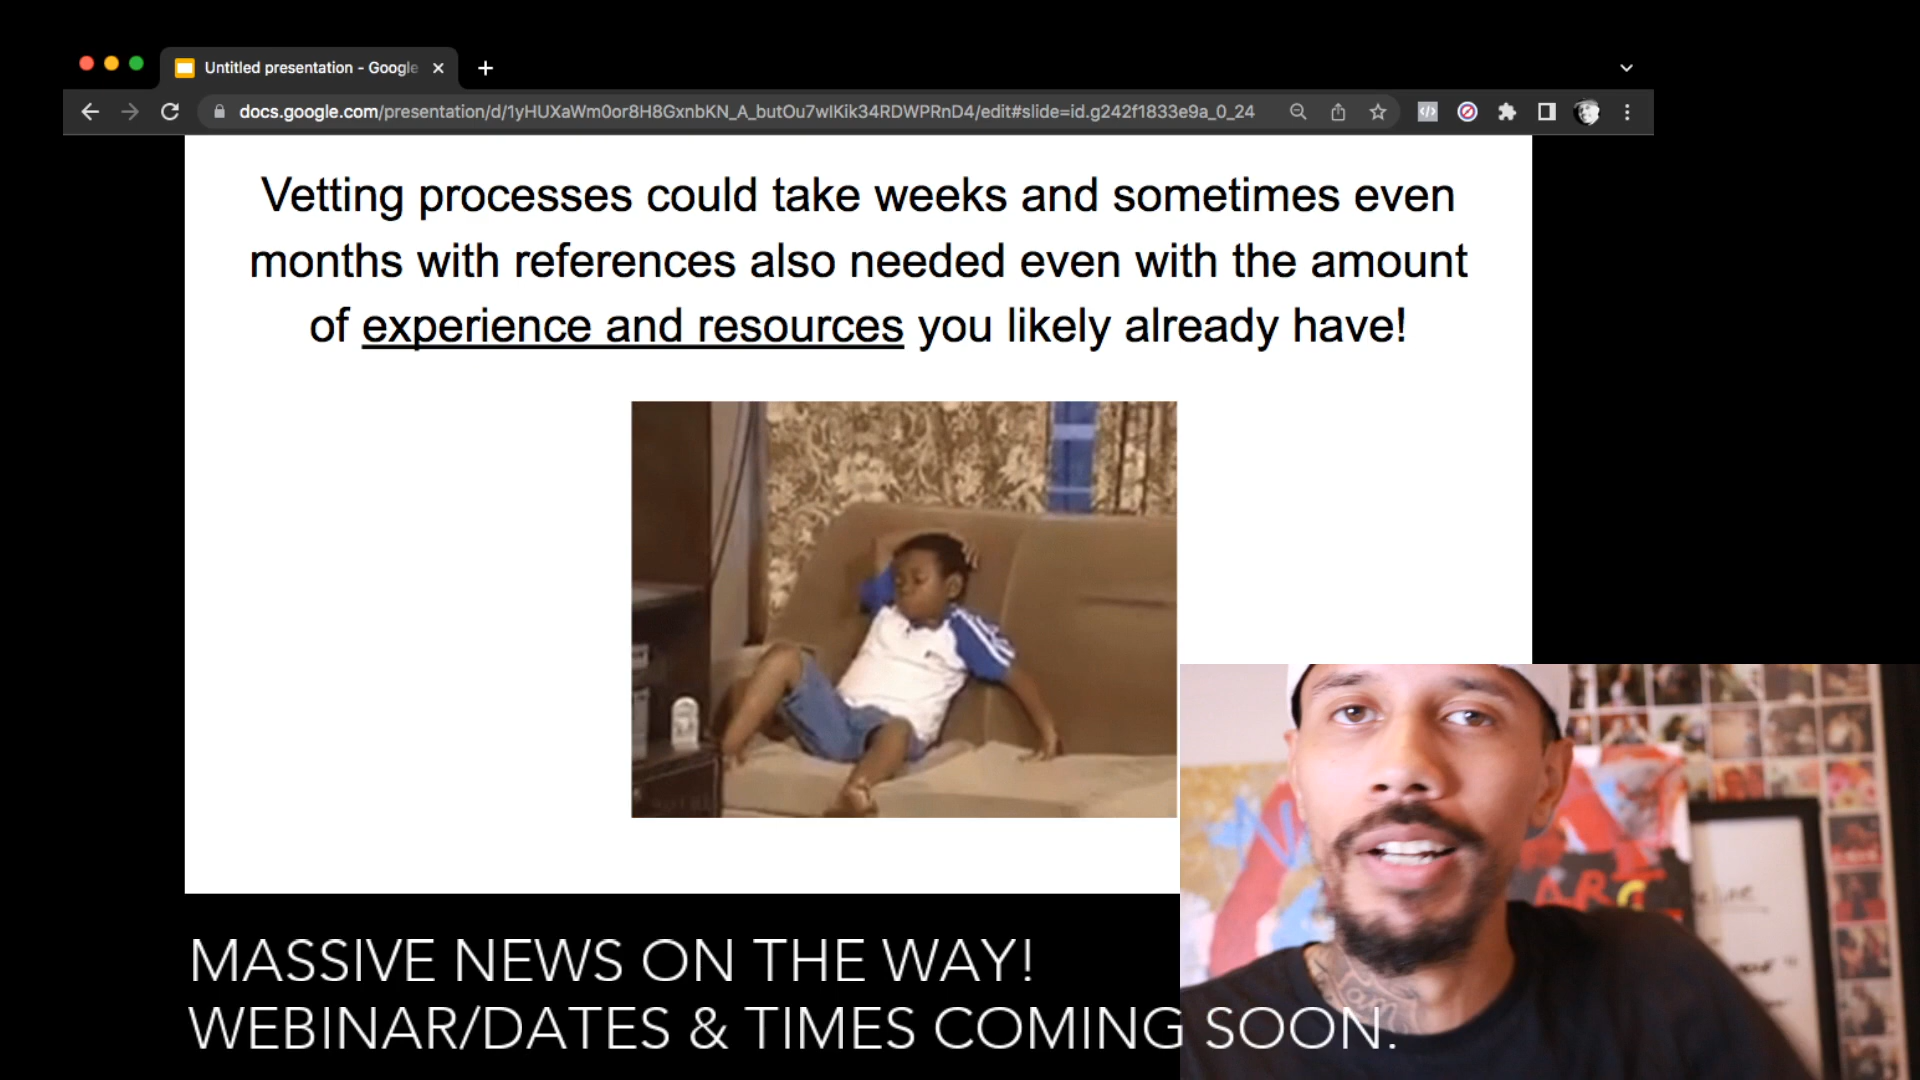 Untitled presentation - Google
docs.google.com/presentation/d/1yHUXaWm0or8H8GxnbKN_A_butOu7wIKik34RDWPRnD4/edit#slide=id.g242f1833e9a_0_24
Vetting processes could take weeks and sometimes even
months with references also needed even with the amount
of experience and resources you likely already have!
ART
MASSIVE NEWS ON THE WAY!
WEBINAR/DATES & TIMES COMING SOON.